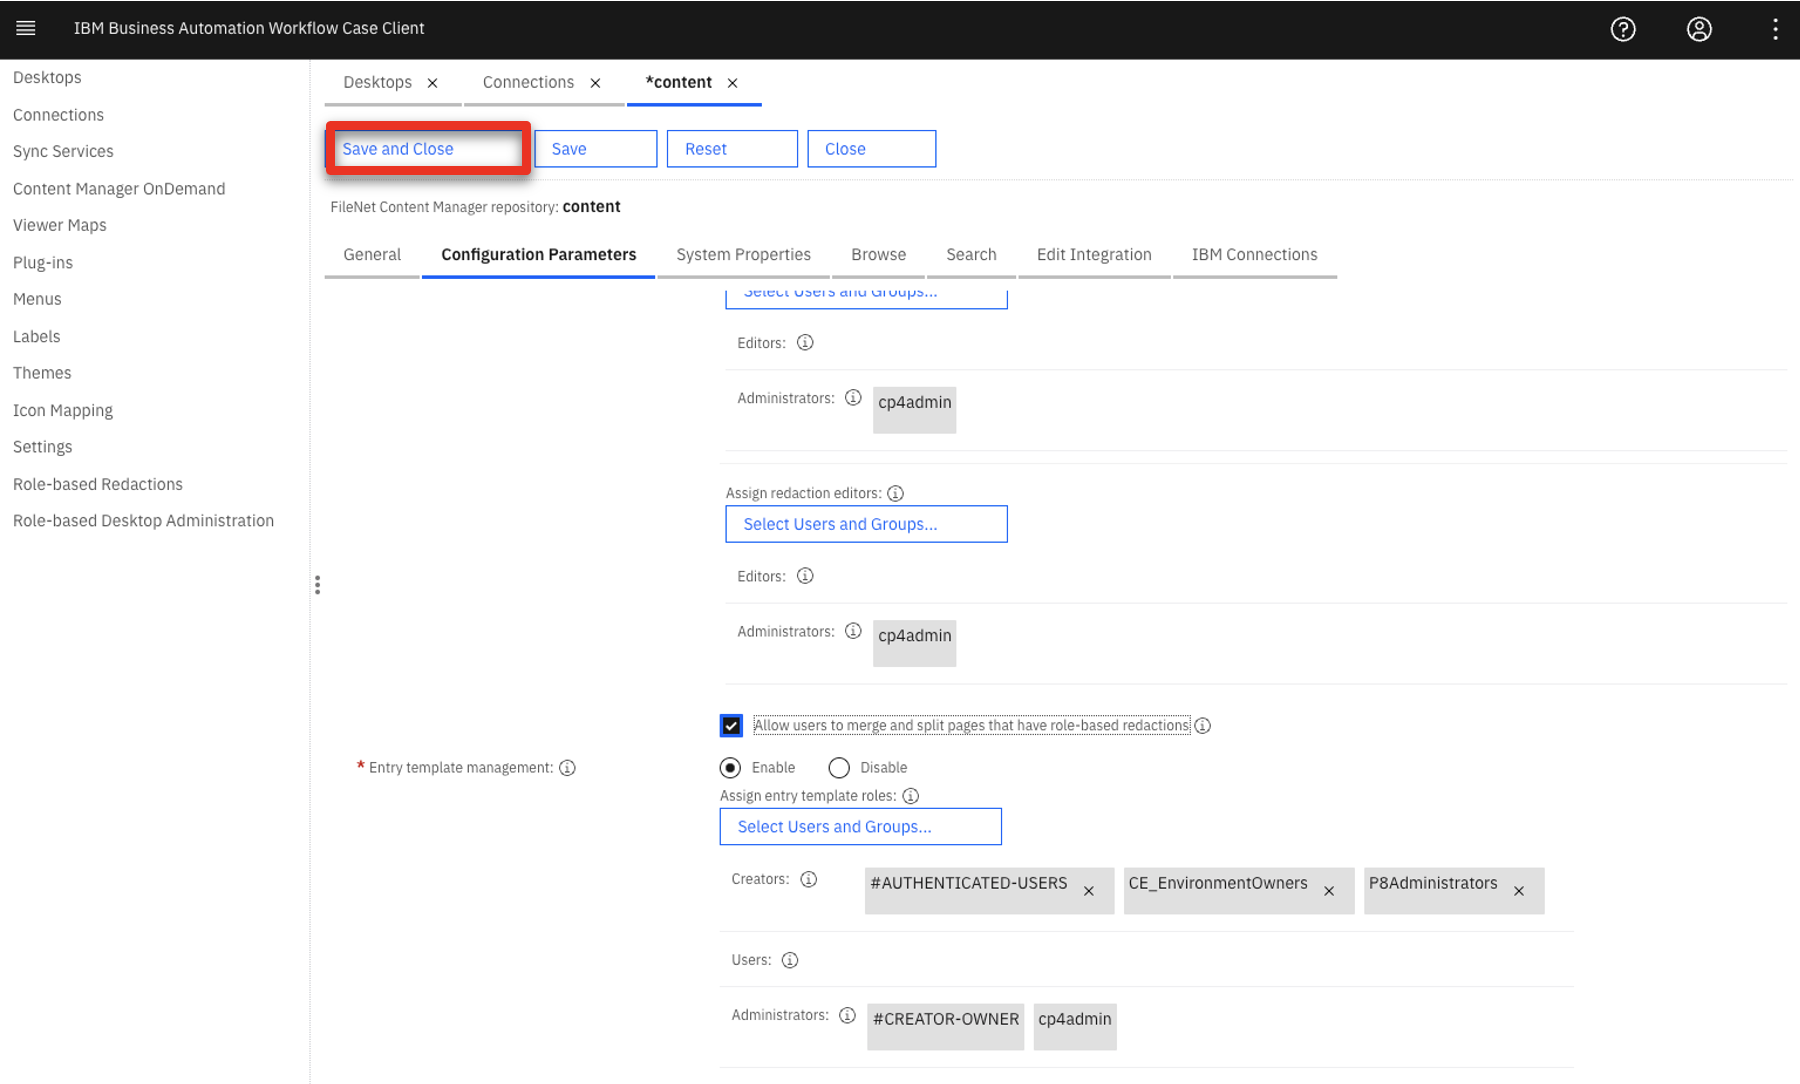 IBM Business Automation Workflow Case Client
Desktops
Connections
Sync Services
Content Manager OnDemand
Viewer Maps
Plug-ins
Menus
Labels
Themes
Icon Mapping
Settings
Role-based Redactions
Role-based Desktop Administration
Desktops × Connections × *content ×
Save and Close Save Reset Close
FileNet Content Manager repository: content
General Configuration Parameters System Properties Browse Search Edit Integration IBM Connections
Select Users and Groups...
Editors:
Administrators: cp4admin
Assign redaction editors:
Select Users and Groups...
Editors:
Administrators: cp4admin
Allow users to merge and split pages that have role-based redactions
* Entry template management: Enable Disable
Assign entry template roles:
Select Users and Groups...
Creators: #AUTHENTICATED-USERS × CE_EnvironmentOwners × P8Administrators ×
Users:
Administrators: #CREATOR-OWNER cp4admin